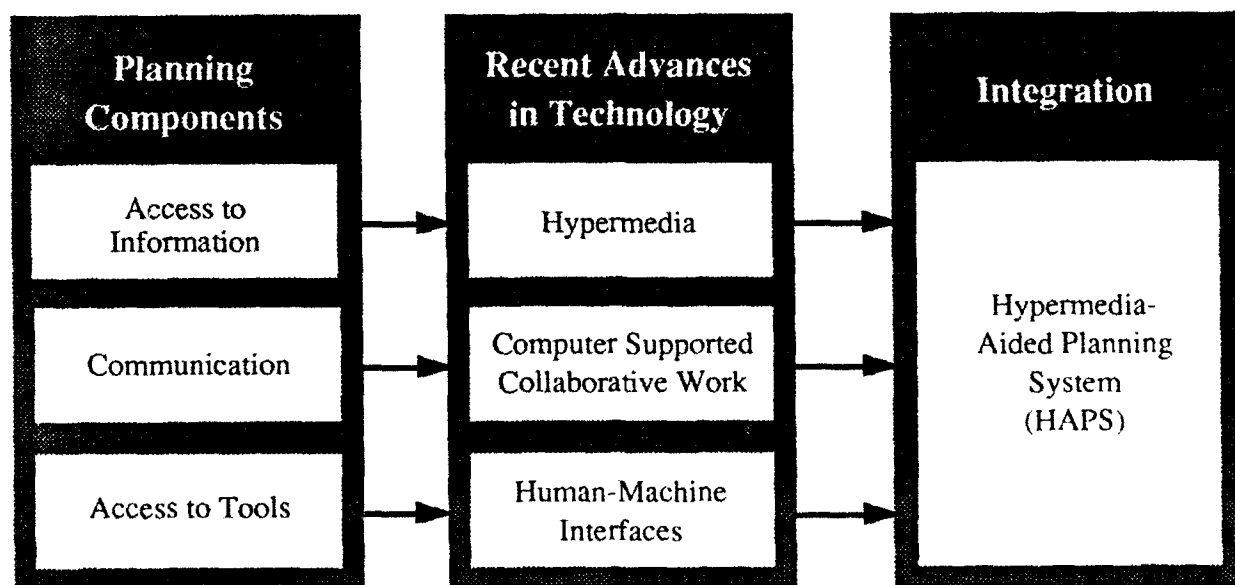 Planning
Components
Access to
Information
Communication
Access to Tools
Recent Advances
in Technology
Hypermedia
Computer Supported
Collaborative Work
Human-Machine
Interfaces
Integration
Hypermedia-
Aided Planning
System
(HAPS)